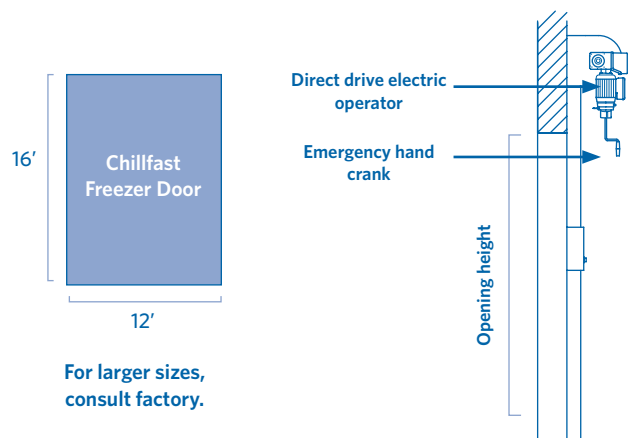 16’
Chillfast
Freezer Door
12’
For larger sizes,
consult factory.
Direct drive electric
operator
Emergency hand
crank
Opening height